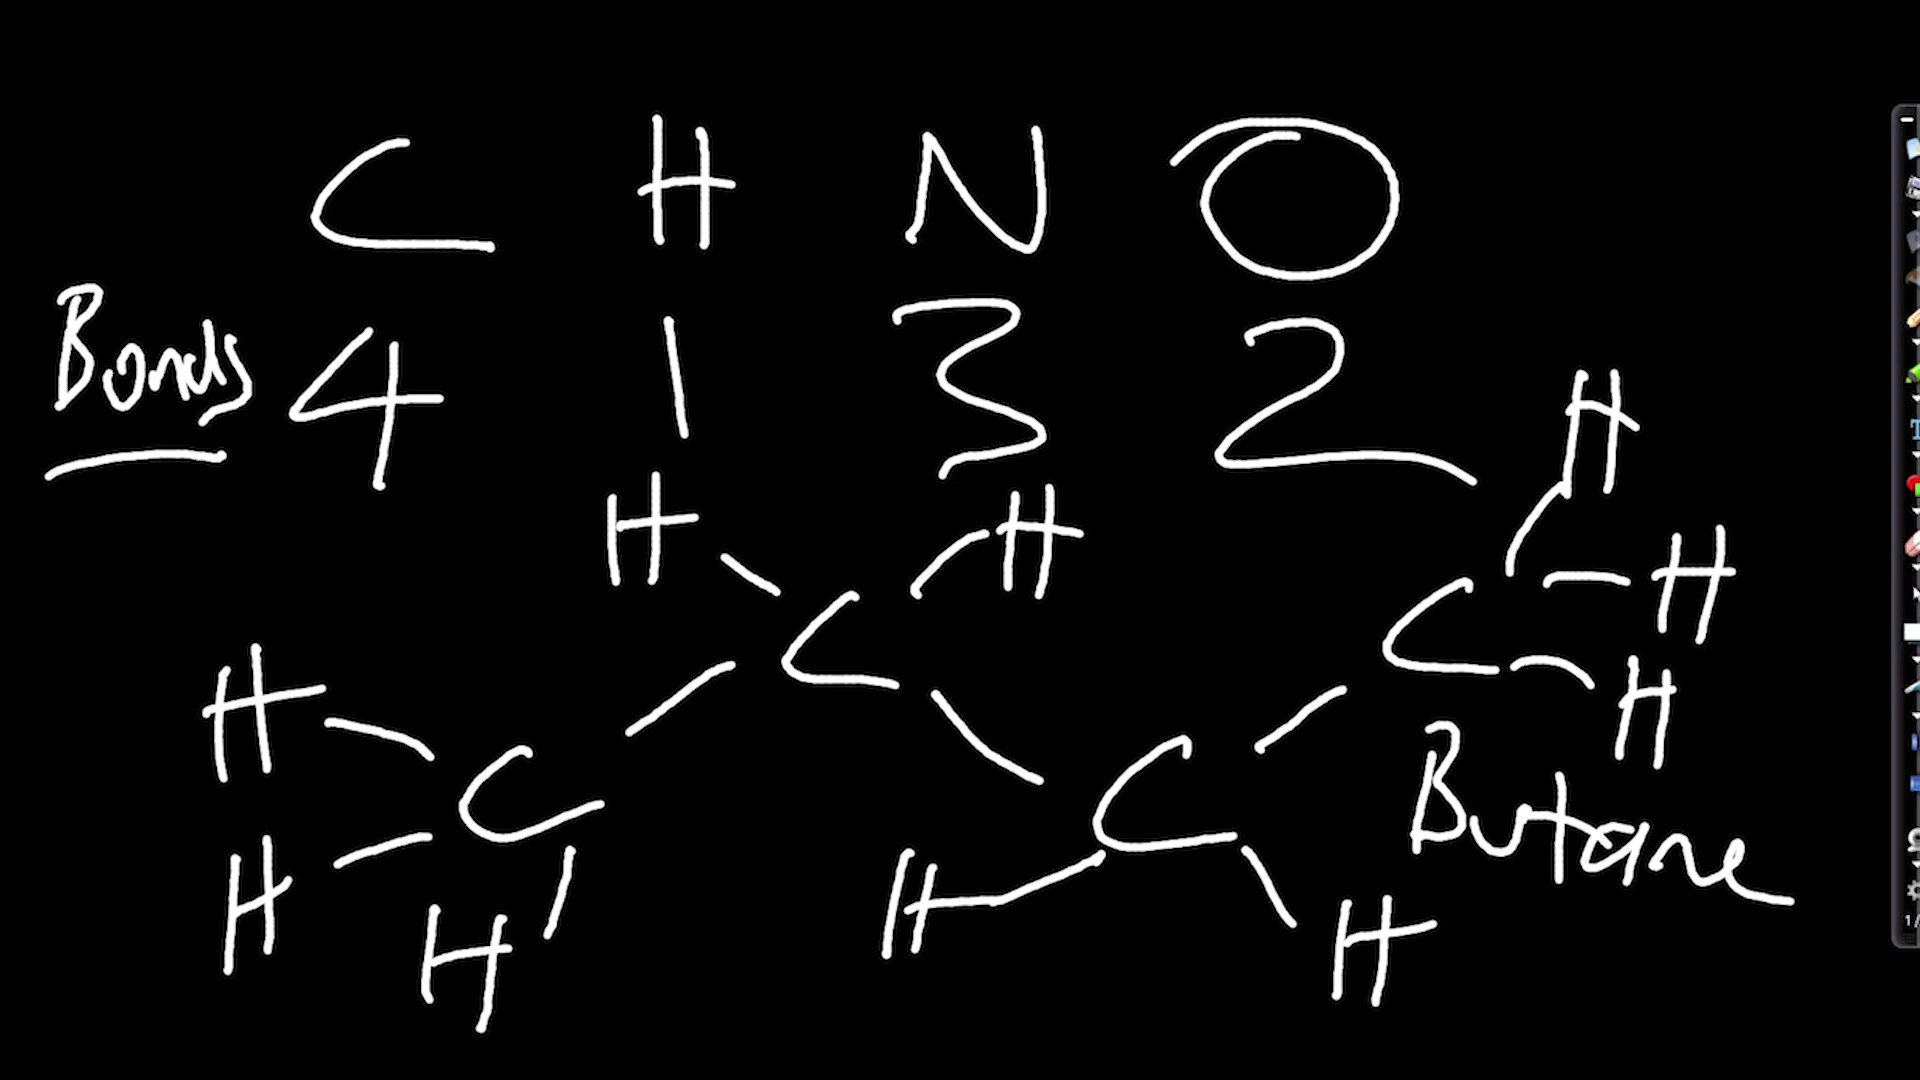 C H N O
Bonds 4 1 3 2
H
H H
H
C C
H
H C C
Butane
H H
H H